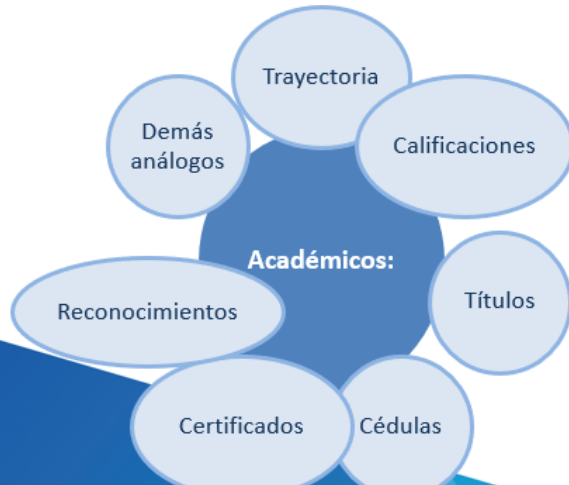 Trayectoria
Demás
análogos
Calificaciones
Académicos:
Títulos
Reconocimientos
Certificados
Cédulas